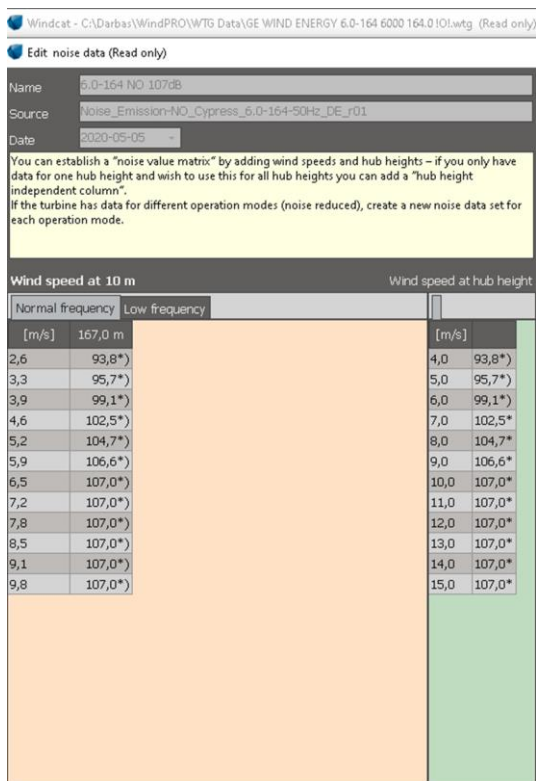 Windcat - C:\Darbas\WindPRO\WTG Data\GE WIND ENERGY 6.0-164 6000 164.0 !O!.wtg (Read only)
Edit noise data (Read only)
Name 6.0-164 NO 107dB
Source Noise_Emission-NO_Cypress_6.0-164-50Hz_DE_r01
Date 2020-05-05
You can establish a "noise value matrix" by adding wind speeds and hub heights – if you only have
data for one hub height and wish to use this for all hub heights you can add a "hub height
independent column".
If the turbine has data for different operation modes (noise reduced), create a new noise data set for
each operation mode.
Wind speed at 10 m Wind speed at hub height
Normal frequency Low frequency
[m/s] 167,0 m [m/s]
2,6 93,8*) 4,0 93,8*)
3,3 95,7*) 5,0 95,7*)
3,9 99,1*) 6,0 99,1*)
4,6 102,5*) 7,0 102,5*
5,2 104,7*) 8,0 104,7*
5,9 106,6*) 9,0 106,6*
6,5 107,0*) 10,0 107,0*
7,2 107,0*) 11,0 107,0*
7,8 107,0*) 12,0 107,0*
8,5 107,0*) 13,0 107,0*
9,1 107,0*) 14,0 107,0*
9,8 107,0*) 15,0 107,0*